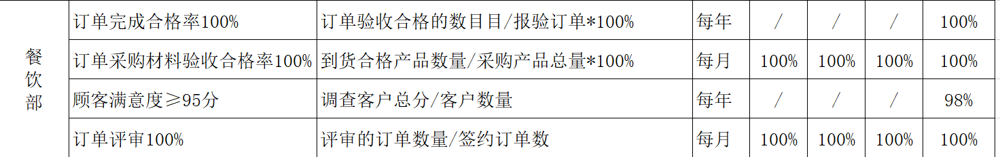 餐饮部
订单完成合格率100% 订单验收合格的数目目/报验订单*100% 每年 / / / 100%
订单采购材料验收合格率100% 到货合格产品数量/采购产品总量*100% 每月 100% 100% 100% 100%
顾客满意度≥95分 调查客户总分/客户数量 每年 / / / 98%
订单评审100% 评审的订单数量/签约订单数 每月 100% 100% 100% 100%